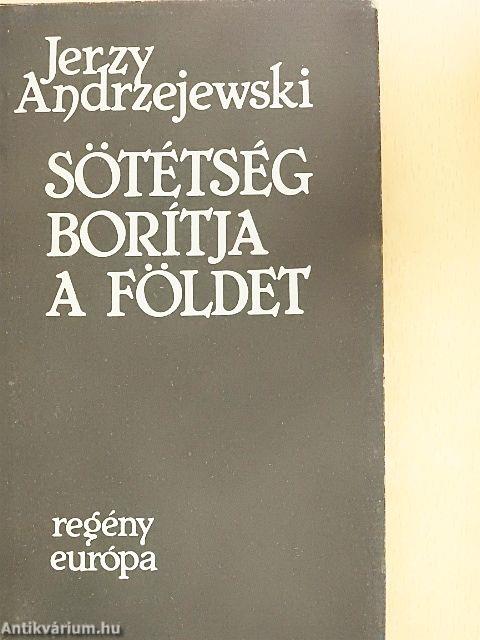 Jerzy
Andrzejewski
SÖTÉTSÉG
BORÍTJA
A FÖLDET
regény
európa
Antikvárium.hu